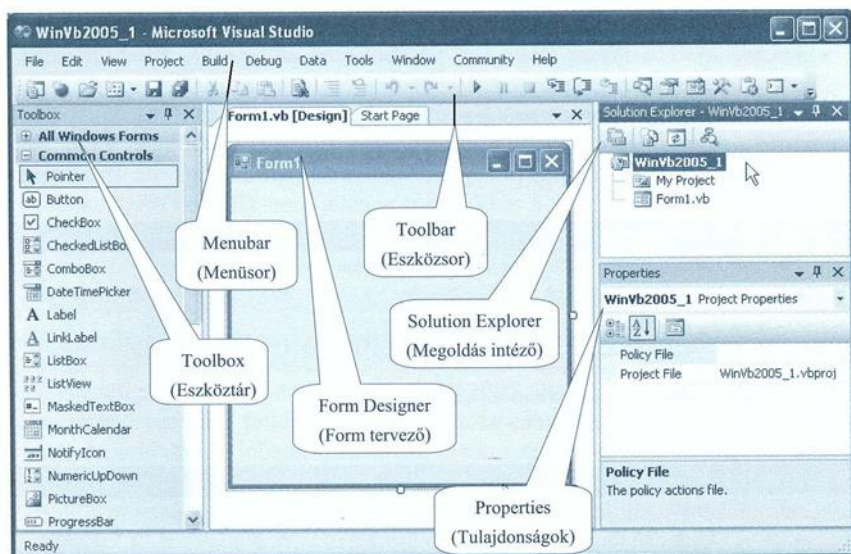 WinVb2005_1 - Microsoft Visual Studio
File Edit View Project Build Debug Data Tools Window Community Help
Toolbox
All Windows Forms
Common Controls
Pointer
Button
CheckBox
CheckedListBo
ComboBox
DateTimePicker
Label
LinkLabel
ListBox
ListView
MaskedTextBox
MonthCalendar
NotifyIcon
NumericUpDown
PictureBox
ProgressBar
Ready
Form1.vb [Design] Start Page
Form1
Menubar
(Menüsor)
Toolbar
(Eszközsor)
Toolbox
(Eszköztár)
Solution Explorer
(Megoldás intéző)
Form Designer
(Form tervező)
Properties
(Tulajdonságok)
Solution Explorer - WinVb2005_1
WinVb2005_1
My Project
Form1.vb
Properties
WinVb2005_1 Project Properties
Policy File
Project File WinVb2005_1.vbproj
Policy File
The policy actions file.